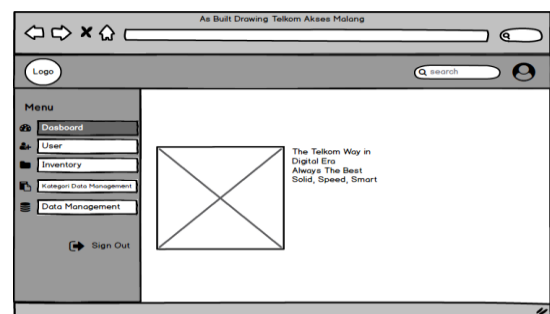 As Built Drawing Telkom Akses Malang
Logo
search
Menu
Dasboard
User
Inventory
Kategori Data Management
Data Management
Sign Out
The Telkom Way in
Digital Era
Always The Best
Solid, Speed, Smart